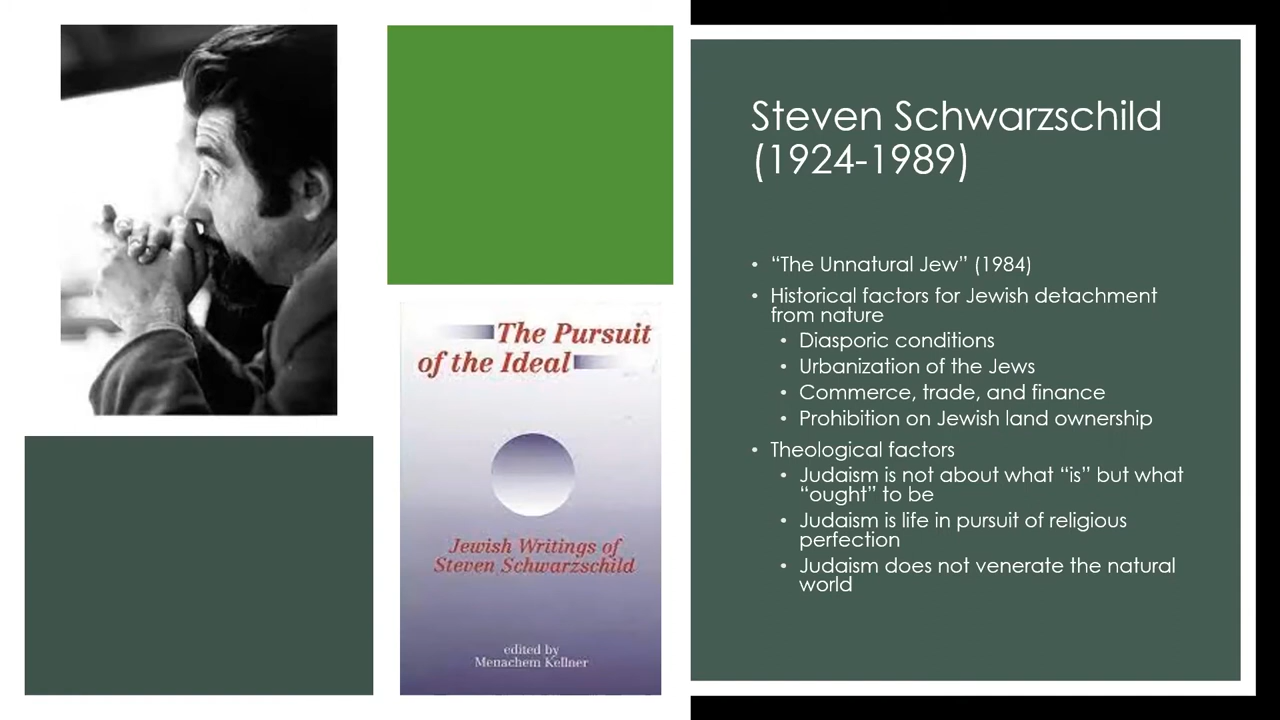 The Pursuit
of the Ideal
Jewish Writings of
Steven Schwarzschild
edited by
Menachem Kellner
Steven Schwarzschild
(1924-1989)
• “The Unnatural Jew” (1984)
• Historical factors for Jewish detachment
from nature
• Diasporic conditions
• Urbanization of the Jews
• Commerce, trade, and finance
• Prohibition on Jewish land ownership
• Theological factors
• Judaism is not about what “is” but what
“ought” to be
• Judaism is life in pursuit of religious
perfection
• Judaism does not venerate the natural
world